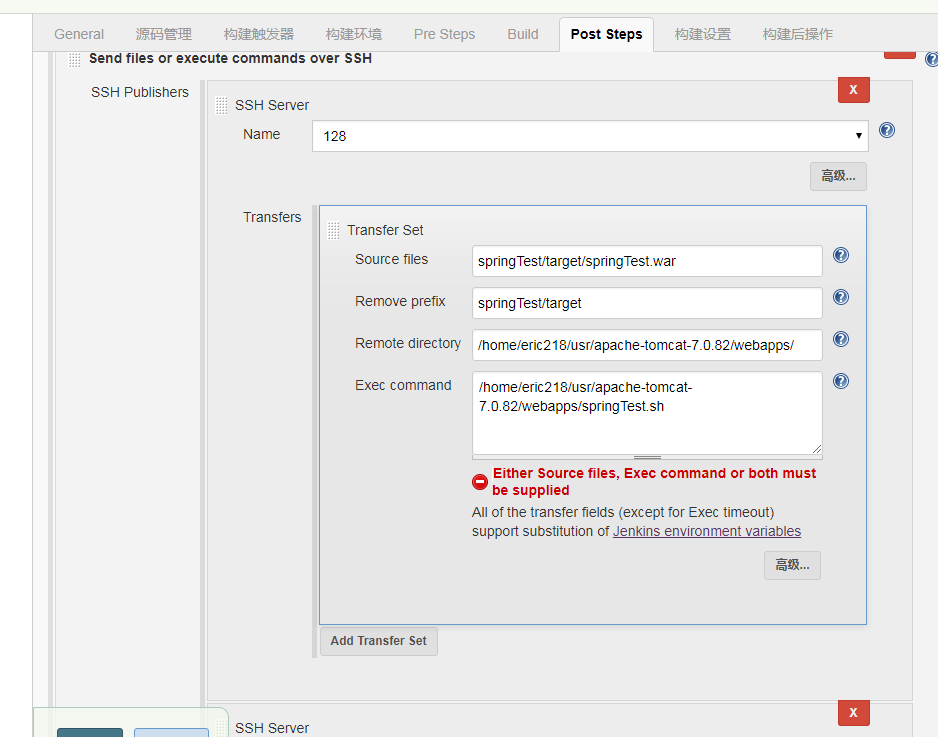 General 源码管理 构建触发器 构建环境 Pre Steps Build Post Steps 构建设置 构建后操作
Send files or execute commands over SSH
SSH Publishers
X
SSH Server
Name 128
高级...
Transfers
Transfer Set
Source files springTest/target/springTest.war
Remove prefix springTest/target
Remote directory /home/eric218/usr/apache-tomcat-7.0.82/webapps/
Exec command /home/eric218/usr/apache-tomcat-
7.0.82/webapps/springTest.sh
Either Source files, Exec command or both must
be supplied
All of the transfer fields (except for Exec timeout)
support substitution of Jenkins environment variables
高级...
Add Transfer Set
X
SSH Server